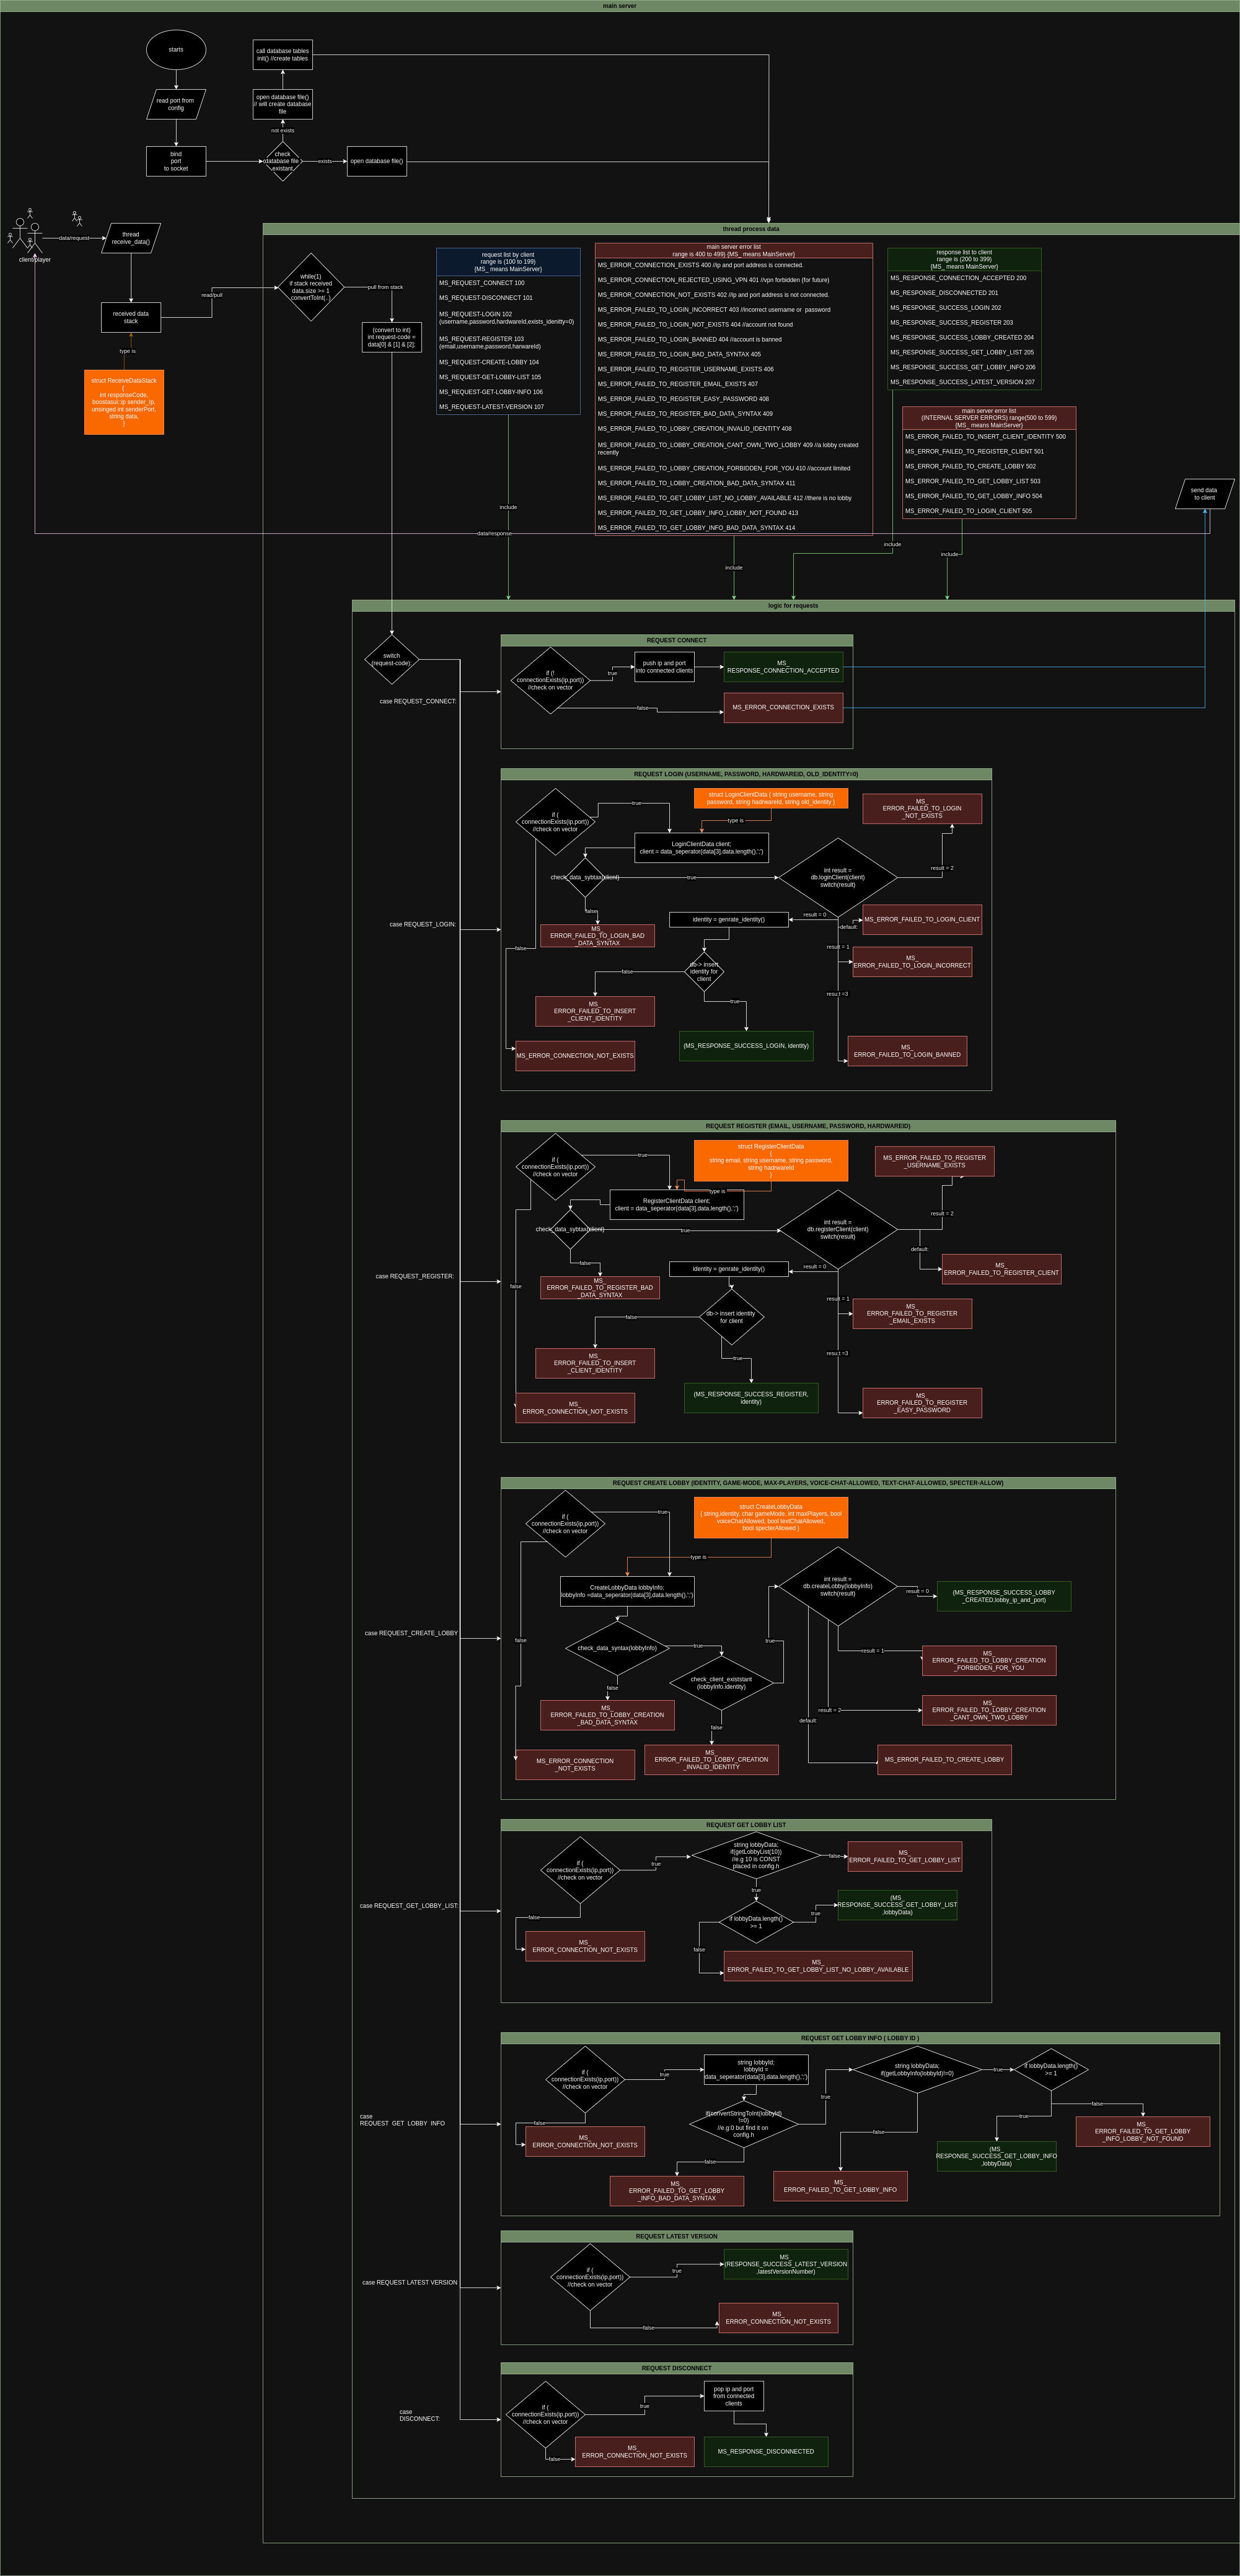 main server
starts
call database tables
init() //create tables
read port from
config
open database file()
// will create database
file
not exists
bind
port
to socket
check
database file
existant
exists
open database file()
data/request
client/player
thread
receive_data()
received data
stack
read/pull
type is
struct ReceiveDataStack
{
int responseCode,
boostasui::ip sender_Ip,
unsinged int senderPort,
string data,
}
thread process data
while(1)
if stack received
data.size >= 1
convertToInt(..)
pull from stack
(convert to int)
int request-code =
data[0] & [1] & [2];
request list by client
range is (100 to 199)
{MS_ means MainServer}
MS_REQUEST_CONNECT 100
MS_REQUEST-DISCONNECT 101
MS_REQUEST-LOGIN 102
(username,password,hardwareId,exists_idenitty=0)
MS_REQUEST-REGISTER 103
(email,username,password,harwareId)
MS_REQUEST-CREATE-LOBBY 104
MS_REQUEST-GET-LOBBY-LIST 105
MS_REQUEST-GET-LOBBY-INFO 106
MS_REQUEST-LATEST-VERSION 107
main server error list
range is 400 to 499) {MS_ means MainServer}
MS_ERROR_CONNECTION_EXISTS 400 //ip and port address is connected.
MS_ERROR_CONNECTION_REJECTED_USING_VPN 401 //vpn forbidden (for future)
MS_ERROR_CONNECTION_NOT_EXISTS 402 //ip and port address is not connected.
MS_ERROR_FAILED_TO_LOGIN_INCORRECT 403 //incorrect username or password
MS_ERROR_FAILED_TO_LOGIN_NOT_EXISTS 404 //account not found
MS_ERROR_FAILED_TO_LOGIN_BANNED 404 //account is banned
MS_ERROR_FAILED_TO_LOGIN_BAD_DATA_SYNTAX 405
MS_ERROR_FAILED_TO_REGISTER_USERNAME_EXISTS 406
MS_ERROR_FAILED_TO_REGISTER_EMAIL_EXISTS 407
MS_ERROR_FAILED_TO_REGISTER_EASY_PASSWORD 408
MS_ERROR_FAILED_TO_REGISTER_BAD_DATA_SYNTAX 409
MS_ERROR_FAILED_TO_LOBBY_CREATION_INVALID_IDENTITY 408
MS_ERROR_FAILED_TO_LOBBY_CREATION_CANT_OWN_TWO_LOBBY 409 //a lobby created
recently
MS_ERROR_FAILED_TO_LOBBY_CREATION_FORBIDDEN_FOR_YOU 410 //account limited
MS_ERROR_FAILED_TO_LOBBY_CREATION_BAD_DATA_SYNTAX 411
MS_ERROR_FAILED_TO_GET_LOBBY_LIST_NO_LOBBY_AVAILABLE 412 //there is no lobby
MS_ERROR_FAILED_TO_GET_LOBBY_INFO_LOBBY_NOT_FOUND 413
MS_ERROR_FAILED_TO_GET_LOBBY_INFO_BAD_DATA_SYNTAX 414
response list to client
range is (200 to 399)
{MS_ means MainServer}
MS_RESPONSE_CONNECTION_ACCEPTED 200
MS_RESPONSE_DISCONNECTED 201
MS_RESPONSE_SUCCESS_LOGIN 202
MS_RESPONSE_SUCCESS_REGISTER 203
MS_RESPONSE_SUCCESS_LOBBY_CREATED 204
MS_RESPONSE_SUCCESS_GET_LOBBY_LIST 205
MS_RESPONSE_SUCCESS_GET_LOBBY_INFO 206
MS_RESPONSE_SUCCESS_LATEST_VERSION 207
main server error list
(INTERNAL SERVER ERRORS) range(500 to 599)
{MS_ means MainServer}
MS_ERROR_FAILED_TO_INSERT_CLIENT_IDENTITY 500
MS_ERROR_FAILED_TO_REGISTER_CLIENT 501
MS_ERROR_FAILED_TO_CREATE_LOBBY 502
MS_ERROR_FAILED_TO_GET_LOBBY_LIST 503
MS_ERROR_FAILED_TO_GET_LOBBY_INFO 504
MS_ERROR_FAILED_TO_LOGIN_CLIENT 505
send data
to client
include
data/response
include
include
include
logic for requests
switch
(request-code)
case REQUEST_CONNECT:
REQUEST CONNECT
if (!
connectionExists(ip,port))
//check on vector
true
push ip and port
into connected clients
MS_
RESPONSE_CONNECTION_ACCEPTED
false
MS_ERROR_CONNECTION_EXISTS
case REQUEST_LOGIN:
REQUEST LOGIN (USERNAME, PASSWORD, HARDWAREID, OLD_IDENTITY=0)
if (
connectionExists(ip,port))
//check on vector
true
struct LoginClientData { string username, string
password, string hadrwareId, string old_identity }
type is
LoginClientData client;
client = data_seperator(data[3],data.length(),';')
check_data_sybtax(client)
true
false
MS_
ERROR_FAILED_TO_LOGIN_BAD
_DATA_SYNTAX
int result =
db.loginClient(client)
switch(result)
result = 2
MS_
ERROR_FAILED_TO_LOGIN
_NOT_EXISTS
result = 0
identity = genrate_identity()
default:
MS_ERROR_FAILED_TO_LOGIN_CLIENT
result = 1
MS_
ERROR_FAILED_TO_LOGIN_INCORRECT
result =3
MS_
ERROR_FAILED_TO_LOGIN_BANNED
db-> insert
identity for
client
false
MS_
ERROR_FAILED_TO_INSERT
_CLIENT_IDENTITY
true
(MS_RESPONSE_SUCCESS_LOGIN, identity)
false
MS_ERROR_CONNECTION_NOT_EXISTS
case REQUEST_REGISTER:
REQUEST REGISTER (EMAIL, USERNAME, PASSWORD, HARDWAREID)
if (
connectionExists(ip,port))
//check on vector
true
struct RegisterClientData
{
string email, string username, string password,
string hadrwareId
}
type is
RegisterClientData client;
client = data_seperator(data[3],data.length(),';')
check_data_sybtax(client)
true
false
MS_
ERROR_FAILED_TO_REGISTER_BAD
_DATA_SYNTAX
int result =
db.registerClient(client)
switch(result)
result = 2
MS_ERROR_FAILED_TO_REGISTER
_USERNAME_EXISTS
default:
MS_
ERROR_FAILED_TO_REGISTER_CLIENT
result = 0
identity = genrate_identity()
result = 1
MS_
ERROR_FAILED_TO_REGISTER
_EMAIL_EXISTS
result =3
MS_
ERROR_FAILED_TO_REGISTER
_EASY_PASSWORD
db-> insert identity
for client
false
MS_
ERROR_FAILED_TO_INSERT
_CLIENT_IDENTITY
true
(MS_RESPONSE_SUCCESS_REGISTER,
identity)
false
MS_
ERROR_CONNECTION_NOT_EXISTS
case REQUEST_CREATE_LOBBY
REQUEST CREATE LOBBY (IDENTITY, GAME-MODE, MAX-PLAYERS, VOICE-CHAT-ALLOWED, TEXT-CHAT-ALLOWED, SPECTER-ALLOW)
if (
connectionExists(ip,port))
//check on vector
true
struct CreateLobbyData
{ string,identity, char gameMode, int maxPlayers, bool
voiceChatAllowed, bool textChatAllowed,
bool specterAllowed }
type is
CreateLobbyData lobbyInfo;
lobbyInfo =data_seperator(data[3],data.length(),';')
check_data_syntax(lobbyInfo)
true
false
MS_
ERROR_FAILED_TO_LOBBY_CREATION
_BAD_DATA_SYNTAX
check_client_existstant
(lobbyInfo.identity)
true
false
MS_
ERROR_FAILED_TO_LOBBY_CREATION
_INVALID_IDENTITY
int result =
db.createLobby(lobbyInfo)
switch(result)
result = 0
(MS_RESPONSE_SUCCESS_LOBBY
_CREATED,lobby_ip_and_port)
result = 1
MS_
ERROR_FAILED_TO_LOBBY_CREATION
_FORBIDDEN_FOR_YOU
result = 2
MS_
ERROR_FAILED_TO_LOBBY_CREATION
_CANT_OWN_TWO_LOBBY
default:
MS_ERROR_FAILED_TO_CREATE_LOBBY
false
MS_ERROR_CONNECTION
_NOT_EXISTS
case REQUEST_GET_LOBBY_LIST:
REQUEST GET LOBBY LIST
if (
connectionExists(ip,port))
//check on vector
true
string lobbyData;
if(getLobbyList(10))
//e.g 10 is CONST
placed in config.h
false
MS_
ERROR_FAILED_TO_GET_LOBBY_LIST
true
if lobbyData.length()
>= 1
true
(MS_
RESPONSE_SUCCESS_GET_LOBBY_LIST
,lobbyData)
false
MS_
ERROR_FAILED_TO_GET_LOBBY_LIST_NO_LOBBY_AVAILABLE
false
MS_
ERROR_CONNECTION_NOT_EXISTS
case
REQUEST_GET_LOBBY_INFO
REQUEST GET LOBBY INFO ( LOBBY ID )
if (
connectionExists(ip,port))
//check on vector
true
string lobbyId;
lobbyId =
data_seperator(data[3],data.length(),';')
if(convertStringToInt(lobbyId)
!=0)
//e.g:0 but find it on
config.h
true
false
MS_
ERROR_FAILED_TO_GET_LOBBY
_INFO_BAD_DATA_SYNTAX
string lobbyData;
if(getLobbyInfo(lobbyId)!=0)
true
false
MS_
ERROR_FAILED_TO_GET_LOBBY_INFO
if lobbyData.length()
>= 1
true
(MS_
RESPONSE_SUCCESS_GET_LOBBY_INFO
,lobbyData)
false
MS_
ERROR_FAILED_TO_GET_LOBBY
_INFO_LOBBY_NOT_FOUND
false
MS_
ERROR_CONNECTION_NOT_EXISTS
case REQUEST LATEST VERSION
REQUEST LATEST VERSION
if (
connectionExists(ip,port))
//check on vector
true
MS_
(RESPONSE_SUCCESS_LATEST_VERSION
,latestVersionNumber)
false
MS_
ERROR_CONNECTION_NOT_EXISTS
case
DISCONNECT:
REQUEST DISCONNECT
if (
connectionExists(ip,port))
//check on vector
true
pop ip and port
from connected
clients
false
MS_
ERROR_CONNECTION_NOT_EXISTS
MS_RESPONSE_DISCONNECTED